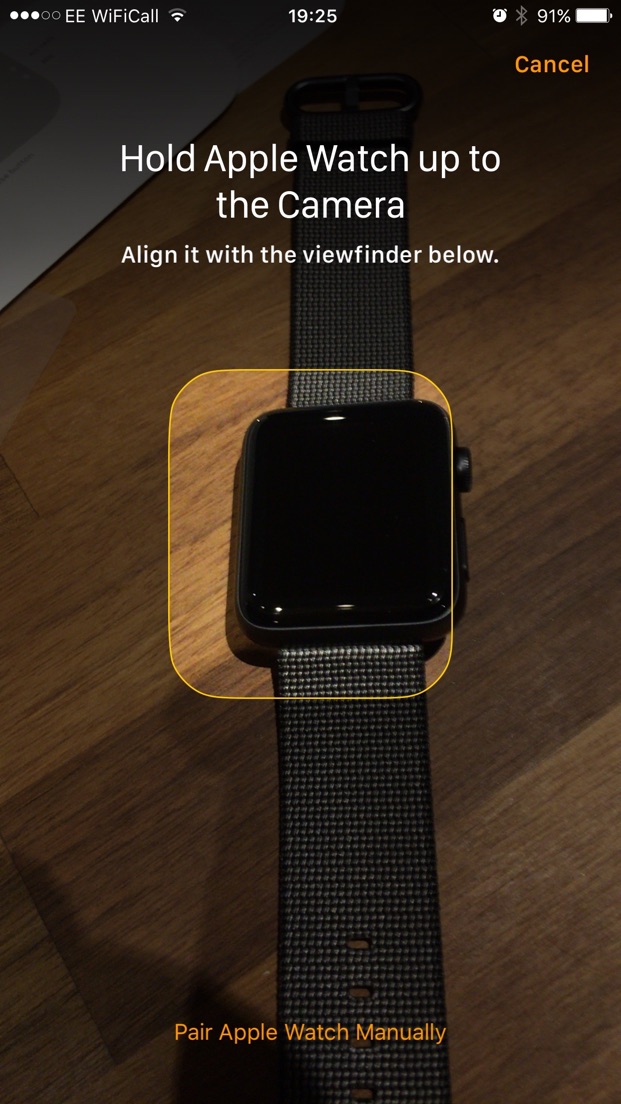 EE WiFiCall 19:25 91%
Cancel
Hold Apple Watch up to
the Camera
Align it with the viewfinder below.
Pair Apple Watch Manually